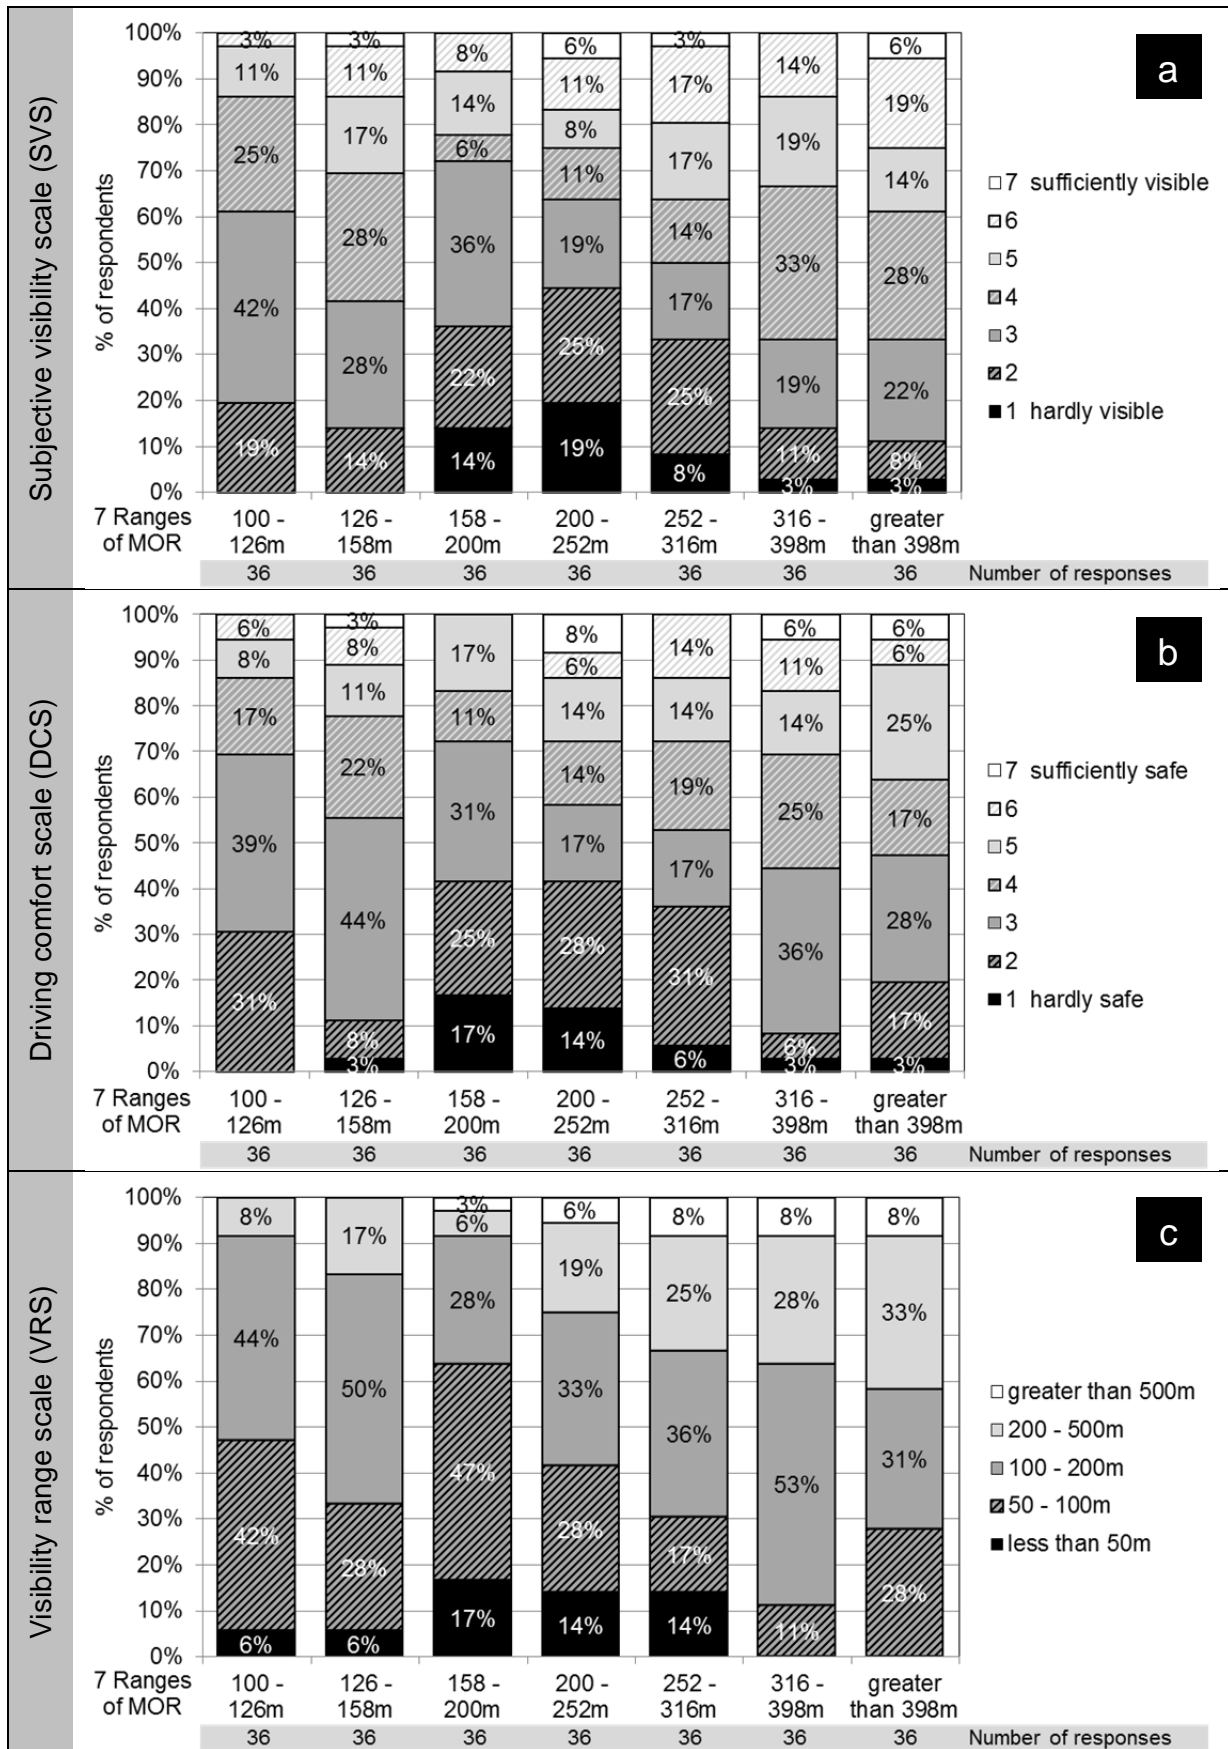 Subjective visibility scale (SVS)
a
% of respondents
100%
90%
80%
70%
60%
50%
40%
30%
20%
10%
0%
3% 3% 8% 6% 3% 14% 6%
11% 11% 14% 11% 17% 19% 19%
25% 17% 6% 8% 17% 33% 14%
42% 28% 36% 11% 14% 19% 28%
19% 28% 22% 19% 17% 11% 22%
14% 14% 25% 25% 3% 8%
19% 8% 3%
7 sufficiently visible
6
5
4
3
2
1 hardly visible
7 Ranges of MOR
100 - 126m
126 - 158m
158 - 200m
200 - 252m
252 - 316m
316 - 398m
greater than 398m
36 36 36 36 36 36 36 Number of responses
Driving comfort scale (DCS)
b
% of respondents
100%
90%
80%
70%
60%
50%
40%
30%
20%
10%
0%
6% 3% 17% 8% 14% 6% 6%
8% 8% 11% 6% 14% 11% 6%
17% 11% 31% 14% 19% 14% 25%
39% 22% 25% 14% 17% 25% 17%
31% 44% 17% 17% 31% 36% 28%
8% 28% 6% 6% 17%
3% 14% 3% 3%
7 sufficiently safe
6
5
4
3
2
1 hardly safe
7 Ranges of MOR
100 - 126m
126 - 158m
158 - 200m
200 - 252m
252 - 316m
316 - 398m
greater than 398m
36 36 36 36 36 36 36 Number of responses
Visibility range scale (VRS)
c
% of respondents
100%
90%
80%
70%
60%
50%
40%
30%
20%
10%
0%
8% 17% 3% 6% 8% 8% 8%
44% 50% 6% 19% 25% 28% 33%
42% 28% 28% 33% 36% 53% 31%
6% 6% 47% 28% 17% 11% 28%
17% 14% 14%
greater than 500m
200 - 500m
100 - 200m
50 - 100m
less than 50m
7 Ranges of MOR
100 - 126m
126 - 158m
158 - 200m
200 - 252m
252 - 316m
316 - 398m
greater than 398m
36 36 36 36 36 36 36 Number of responses